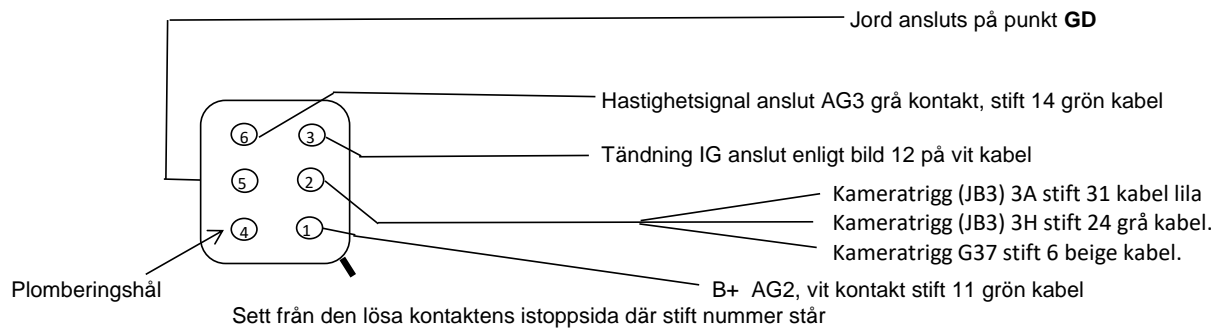 Jord ansluts på punkt GD
Hastighetsignal anslut AG3 grå kontakt, stift 14 grön kabel
6 3
Tändning IG anslut enligt bild 12 på vit kabel
5 2
Kameratrigg (JB3) 3A stift 31 kabel lila
Kameratrigg (JB3) 3H stift 24 grå kabel.
4 1
Kameratrigg G37 stift 6 beige kabel.
Plomberingshål
B+ AG2, vit kontakt stift 11 grön kabel
Sett från den lösa kontaktens istoppsida där stift nummer står